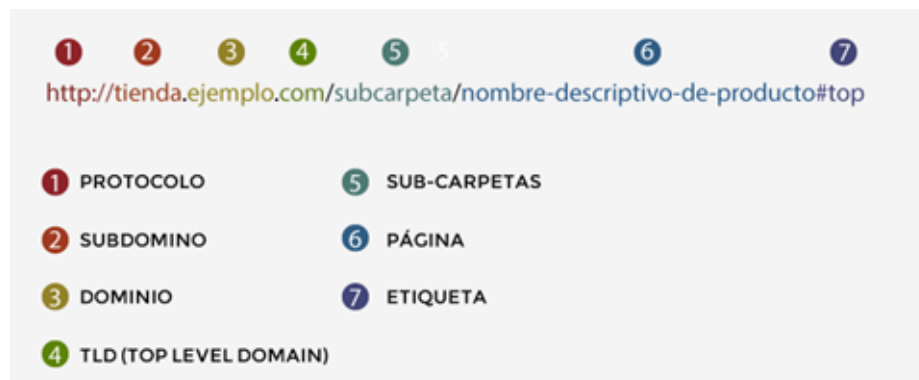 1 2 3 4 5 5 6 7
http://tienda.ejemplo.com/subcarpeta/nombre-descriptivo-de-producto#top
1 PROTOCOLO
2 SUBDOMINO
3 DOMINIO
4 TLD (TOP LEVEL DOMAIN)
5 SUB-CARPETAS
6 PÁGINA
7 ETIQUETA